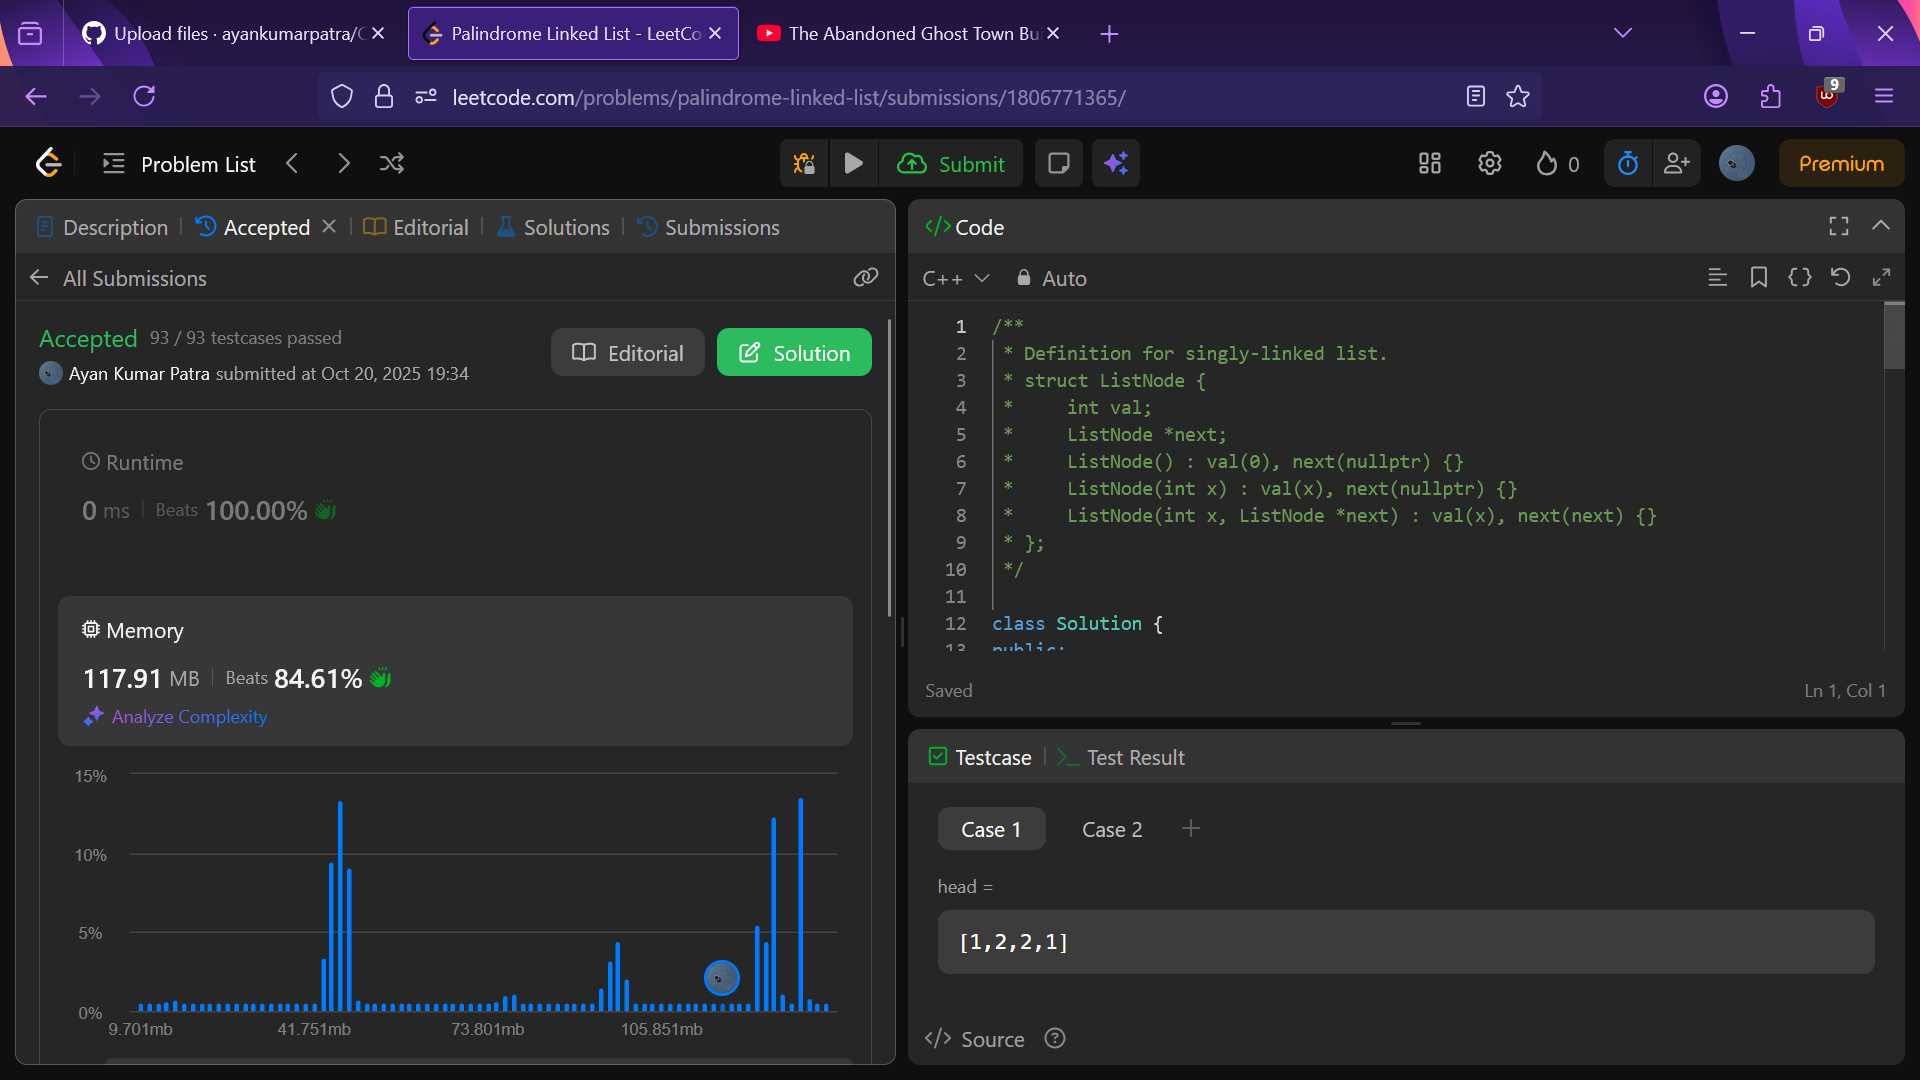 Upload files · ayankumarpatra/C
Palindrome Linked List - LeetCo
The Abandoned Ghost Town Bu
leetcode.com/problems/palindrome-linked-list/submissions/1806771365/
9
Problem List
Submit
0
Premium
Description
Accepted
Editorial
Solutions
Submissions
All Submissions
Accepted 93 / 93 testcases passed
Ayan Kumar Patra submitted at Oct 20, 2025 19:34
Editorial
Solution
Runtime
0 ms Beats 100.00%
Memory
117.91 MB Beats 84.61%
Analyze Complexity
15%
10%
5%
0%
9.701mb 41.751mb 73.801mb 105.851mb
</> Code
C++ Auto
1 /**
2 * Definition for singly-linked list.
3 * struct ListNode {
4 *     int val;
5 *     ListNode *next;
6 *     ListNode() : val(0), next(nullptr) {}
7 *     ListNode(int x) : val(x), next(nullptr) {}
8 *     ListNode(int x, ListNode *next) : val(x), next(next) {}
9 * };
10 */
11
12 class Solution {
13 public:
Saved
Ln 1, Col 1
Testcase
Test Result
Case 1
Case 2
head =
[1,2,2,1]
</> Source